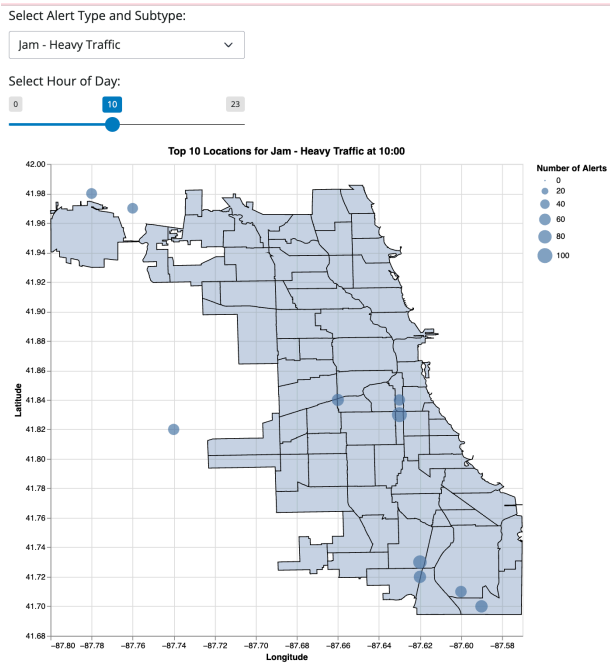 Select Alert Type and Subtype:
Jam - Heavy Traffic
Select Hour of Day:
0 10 23
Top 10 Locations for Jam - Heavy Traffic at 10:00
Number of Alerts
0
20
40
60
80
100
42.00
41.98
41.96
41.94
41.92
41.90
41.88
41.86
41.84
41.82
41.80
41.78
41.76
41.74
41.72
41.70
41.68
Latitude
−87.80 −87.78 −87.76 −87.74 −87.72 −87.70 −87.68 −87.66 −87.64 −87.62 −87.60 −87.58
Longitude